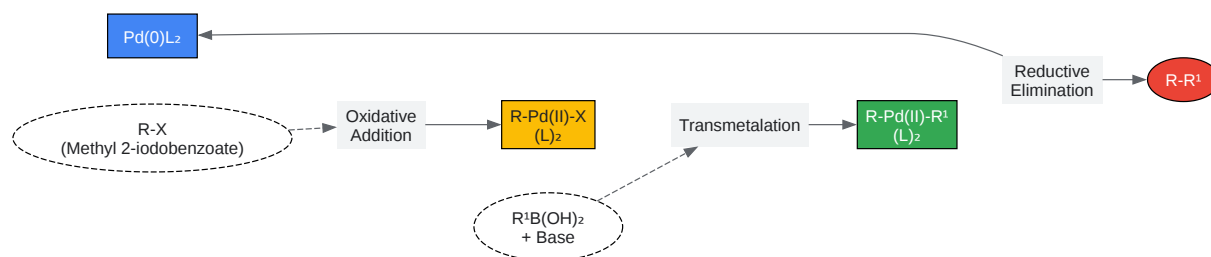 Pd(0)L₂
Reductive
Elimination
R-R¹
R-X
(Methyl 2-iodobenzoate)
Oxidative
Addition
R-Pd(II)-X
(L)₂
Transmetalation
R-Pd(II)-R¹
(L)₂
R¹B(OH)₂
+ Base